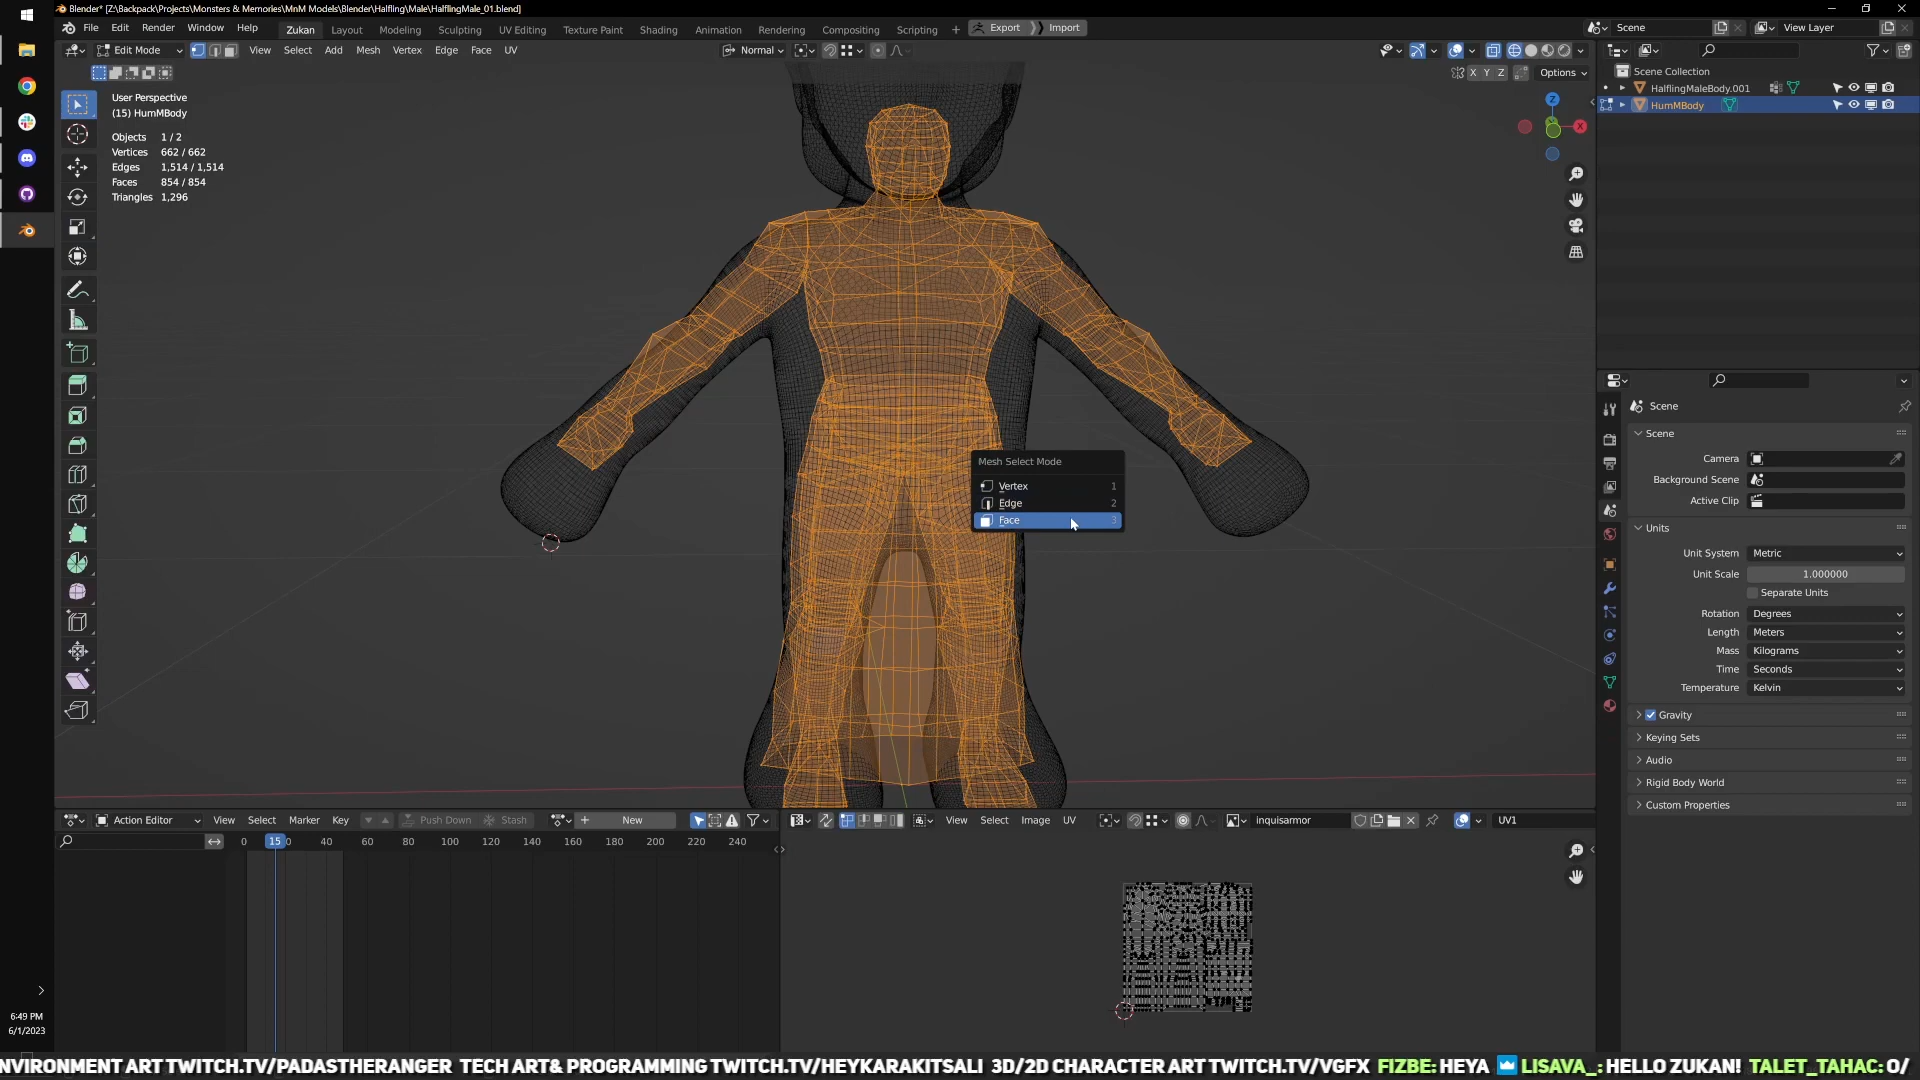 Blender* [Z:\Backpack\Projects\Monsters & Memories\MnM Models\Blender\Halfling\Male\HalflingMale_01.blend]
File Edit Render Window Help Zukan Layout Modeling Sculpting UV Editing Texture Paint Shading Animation Rendering Compositing Scripting + Export Import Scene View Layer
Edit Mode View Select Add Mesh Vertex Edge Face UV Normal
X Y Z Options
User Perspective
(15) HumMBody
Objects 1 / 2
Vertices 662 / 662
Edges 1,514 / 1,514
Faces 854 / 854
Triangles 1,296
Z
X
Mesh Select Mode
Vertex 1
Edge 2
Face 3
Scene Collection
HalflingMaleBody.001
HumMBody
Scene
Scene
Camera
Background Scene
Active Clip
Units
Unit System Metric
Unit Scale 1.000000
Separate Units
Rotation Degrees
Length Meters
Mass Kilograms
Time Seconds
Temperature Kelvin
Gravity
Keying Sets
Audio
Rigid Body World
Custom Properties
Action Editor View Select Marker Key Push Down Stash New
0 15 40 60 80 100 120 140 160 180 200 220 240
View Select Image UV inquisarmor UV1
6:49 PM
6/1/2023
NVIRONMENT ART TWITCH.TV/PADASTHERANGER TECH ART& PROGRAMMING TWITCH.TV/HEYKARAKITSALI 3D/2D CHARACTER ART TWITCH.TV/VGFX FIZBE: HEYA LISAVA_: HELLO ZUKAN! TALET_TAHAC: O/